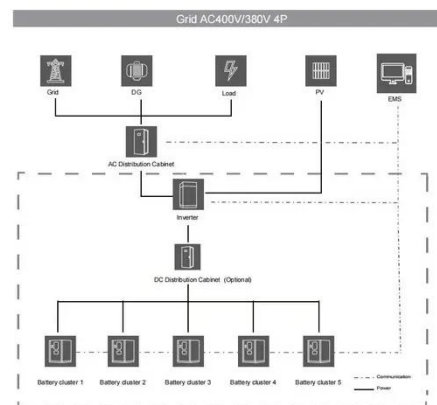 Grid AC400V/380V 4P
Grid
DG
Load
PV
EMS
AC Distribution Cabinet
Inverter
DC Distribution Cabinet (Optional)
Battery cluster 1
Battery cluster 2
Battery cluster 3
Battery cluster 4
Battery cluster 5
Communication
Power